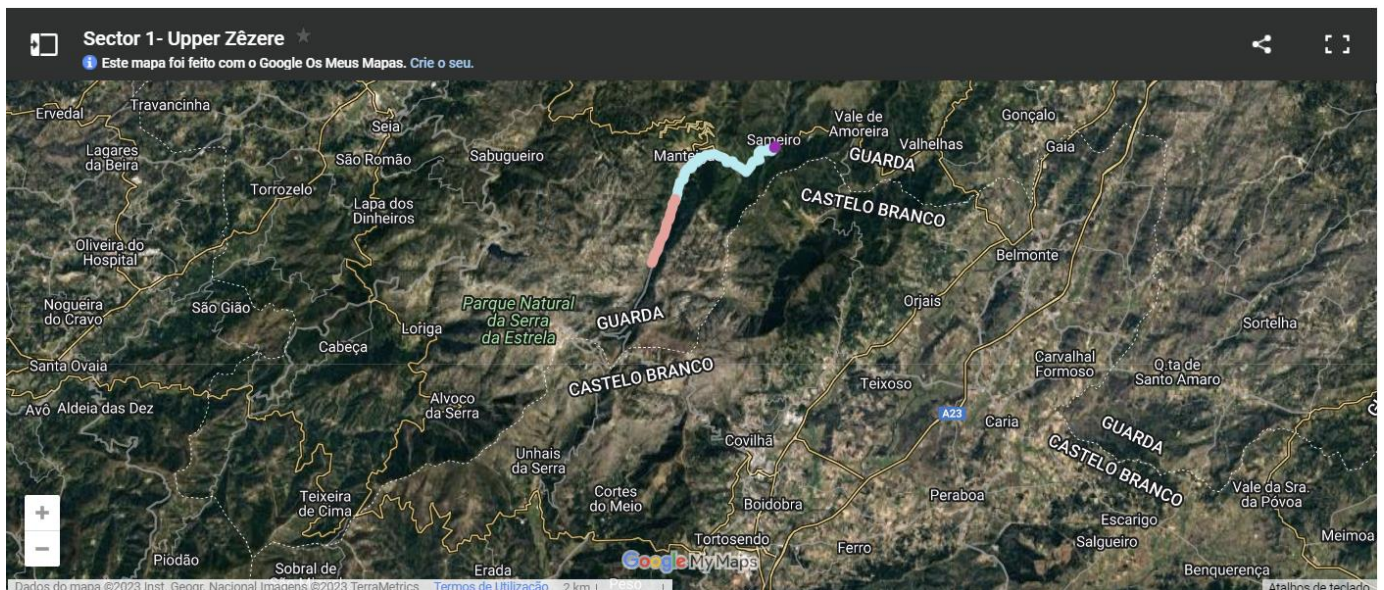 Sector 1- Upper Zêzere
Este mapa foi feito com o Google Os Meus Mapas. Crie o seu.
Ervedal
Travancinha
Seia
Lagares
da Beira
São Romão
Sabugueiro
Sameiro
Vale de
Amoreira
Valhelhas
Gonçalo
Gaia
GUARDA
Torrozelo
Lapa dos
Dinheiros
CASTELO BRANCO
Oliveira do
Hospital
Belmonte
Nogueira
do Cravo
São Gião
Loriga
Parque Natural
da Serra
da Estrela
GUARDA
Orjais
Sortelha
Cabeça
Santa Ovaia
CASTELO BRANCO
Teixoso
Carvalhal
Formoso
Q.ta de
Santo Amaro
Avô
Aldeia das Dez
Alvoco
da Serra
A23
Caria
GUARDA
CASTELO BRANCO
Covilhã
Unhais
da Serra
Teixeira
de Cima
Cortes
do Meio
Boidobra
Peraboa
Vale da Sra.
da Póvoa
Escarigo
Salgueiro
Meimoa
Tortosendo
Ferro
Piodão
Sobral de
Erada
Google My Maps
Benquerença
Dados do mapa ©2023 Inst. Geogr. Nacional Imagens ©2023 TerraMetrics
Termos de Utilização
2 km
Peso
Atalhos de teclado